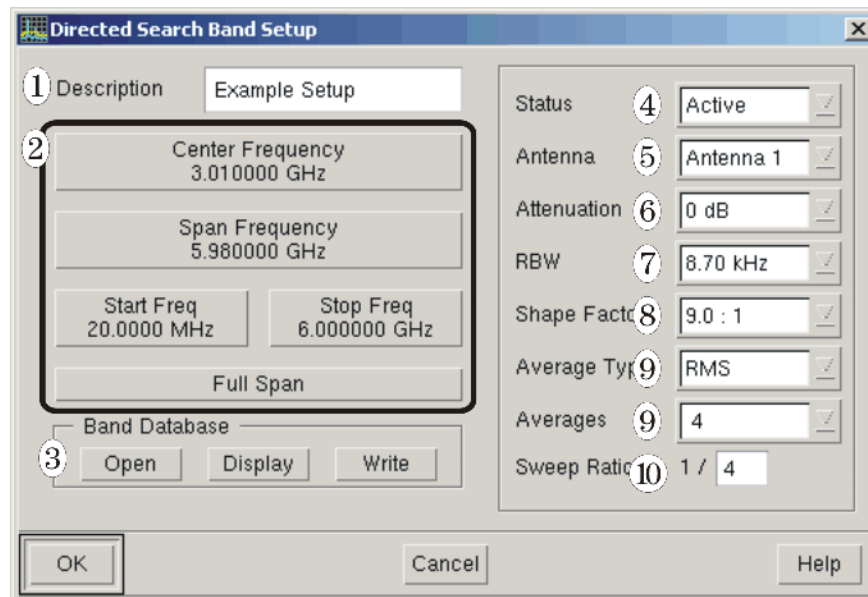 Directed Search Band Setup
1 Description Example Setup
2
Center Frequency
3.010000 GHz
Span Frequency
5.980000 GHz
Start Freq
20.0000 MHz
Stop Freq
6.000000 GHz
Full Span
Band Database
3 Open Display Write
Status 4 Active
Antenna 5 Antenna 1
Attenuation 6 0 dB
RBW 7 8.70 kHz
Shape Facto 8 9.0 : 1
Average Typ 9 RMS
Averages 9 4
Sweep Ratio 10 1 / 4
OK Cancel Help